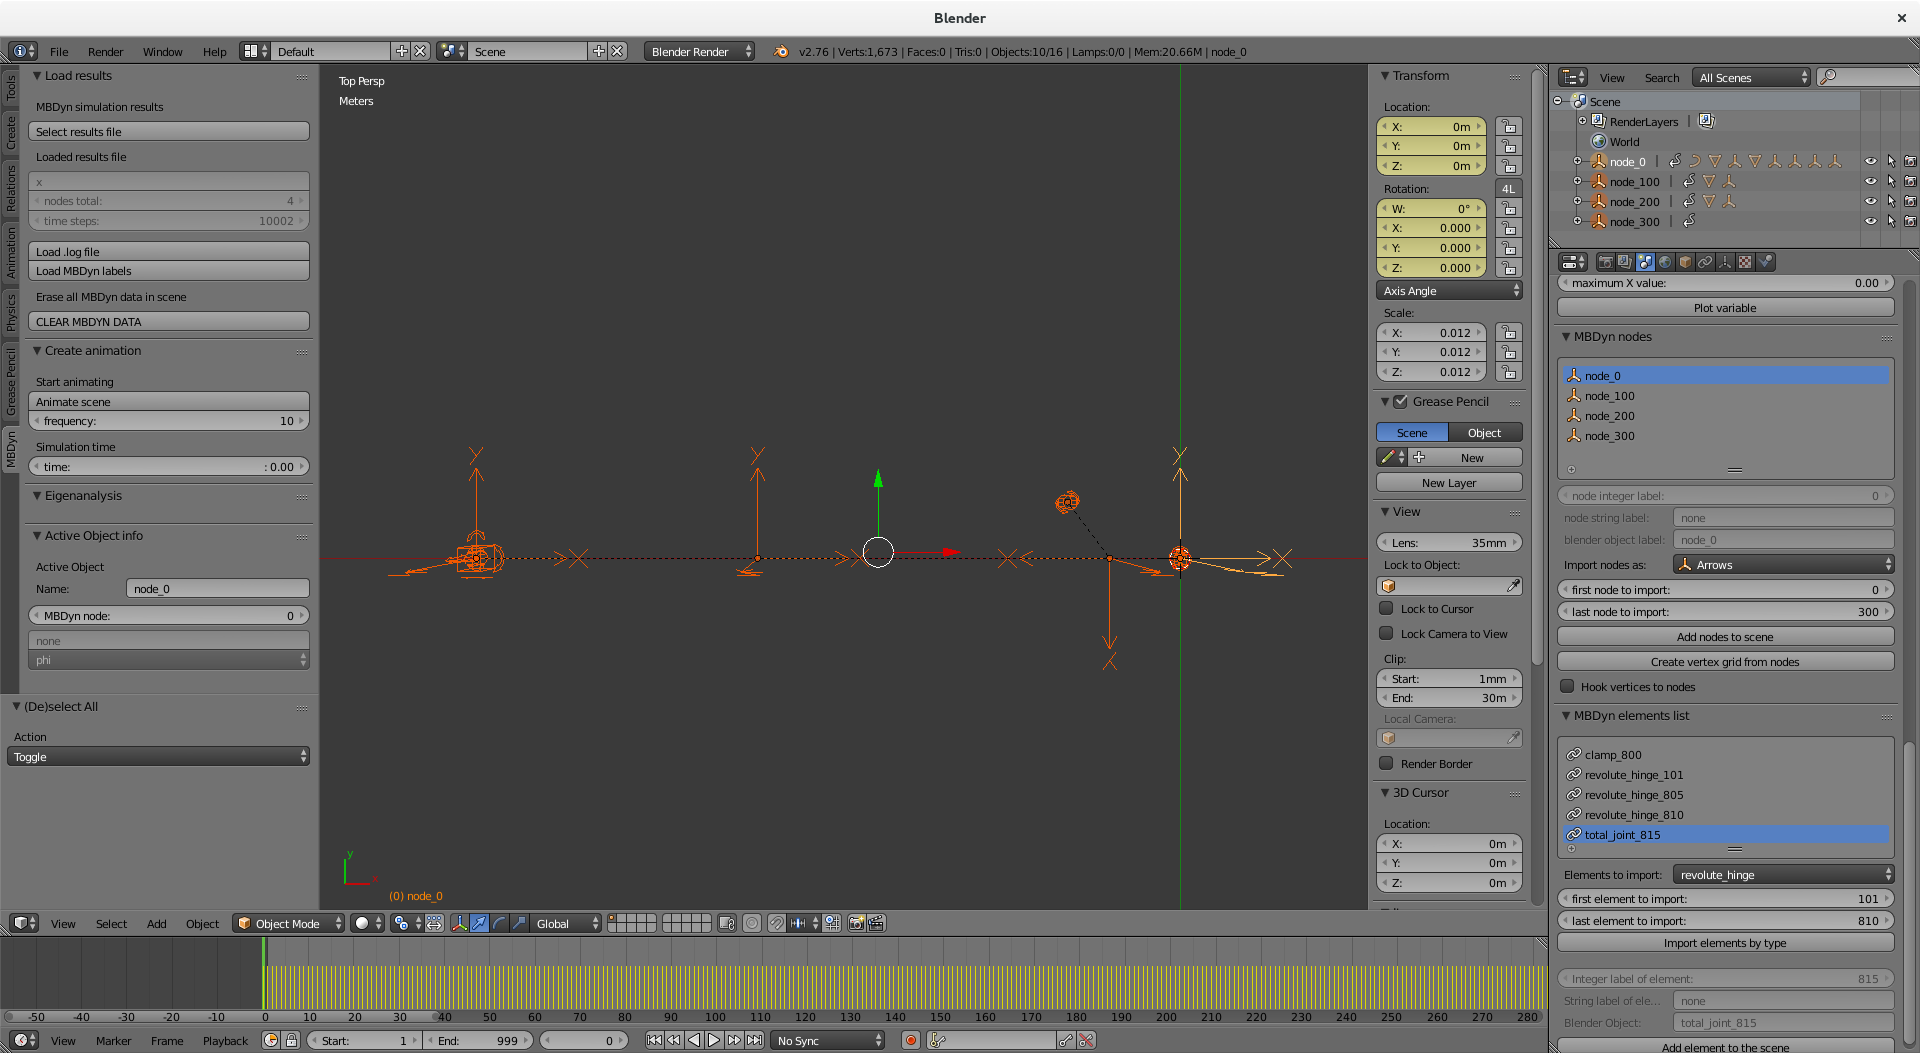 Blender
File Render Window Help Default Scene Blender Render v2.76 | Verts:1,673 | Faces:0 | Tris:0 | Objects:10/16 | Lamps:0/0 | Mem:20.66M | node_0
Tools
Create
Relations
Animation
Physics
Grease Pencil
MBDyn
Load results
MBDyn simulation results
Select results file
Loaded results file
x
nodes total: 4
time steps: 10002
Load .log file
Load MBDyn labels
Erase all MBDyn data in scene
CLEAR MBDYN DATA
Create animation
Start animating
Animate scene
frequency: 10
Simulation time
time: : 0.00
Eigenanalysis
Active Object info
Active Object
Name: node_0
MBDyn node: 0
none
phi
(De)select All
Action
Toggle
Top Persp
Meters
Y
Y
Y
X
X
X
X
Y
y
(0) node_0
Transform
Location:
X: 0m
Y: 0m
Z: 0m
Rotation: 4L
W: 0°
X: 0.000
Y: 0.000
Z: 0.000
Axis Angle
Scale:
X: 0.012
Y: 0.012
Z: 0.012
Grease Pencil
Scene Object
New
New Layer
View
Lens: 35mm
Lock to Object:
Lock to Cursor
Lock Camera to View
Clip:
Start: 1mm
End: 30m
Local Camera:
Render Border
3D Cursor
Location:
X: 0m
Y: 0m
Z: 0m
View Search All Scenes
Scene
RenderLayers |
World
node_0 |
node_100 |
node_200 |
node_300 |
maximum X value: 0.00
Plot variable
MBDyn nodes
node_0
node_100
node_200
node_300
node integer label: 0
node string label: none
blender object label: node_0
Import nodes as: Arrows
first node to import: 0
last node to import: 300
Add nodes to scene
Create vertex grid from nodes
Hook vertices to nodes
MBDyn elements list
clamp_800
revolute_hinge_101
revolute_hinge_805
revolute_hinge_810
total_joint_815
Elements to import: revolute_hinge
first element to import: 101
last element to import: 810
Import elements by type
Integer label of element: 815
String label of ele... none
Blender Object: total_joint_815
Add element to the scene
View Select Add Object Object Mode Global
-50 -40 -30 -20 -10 0 10 20 30 40 50 60 70 80 90 100 110 120 130 140 150 160 170 180 190 200 210 220 230 240 250 260 270 280
View Marker Frame Playback Start: 1 End: 999 0 No Sync